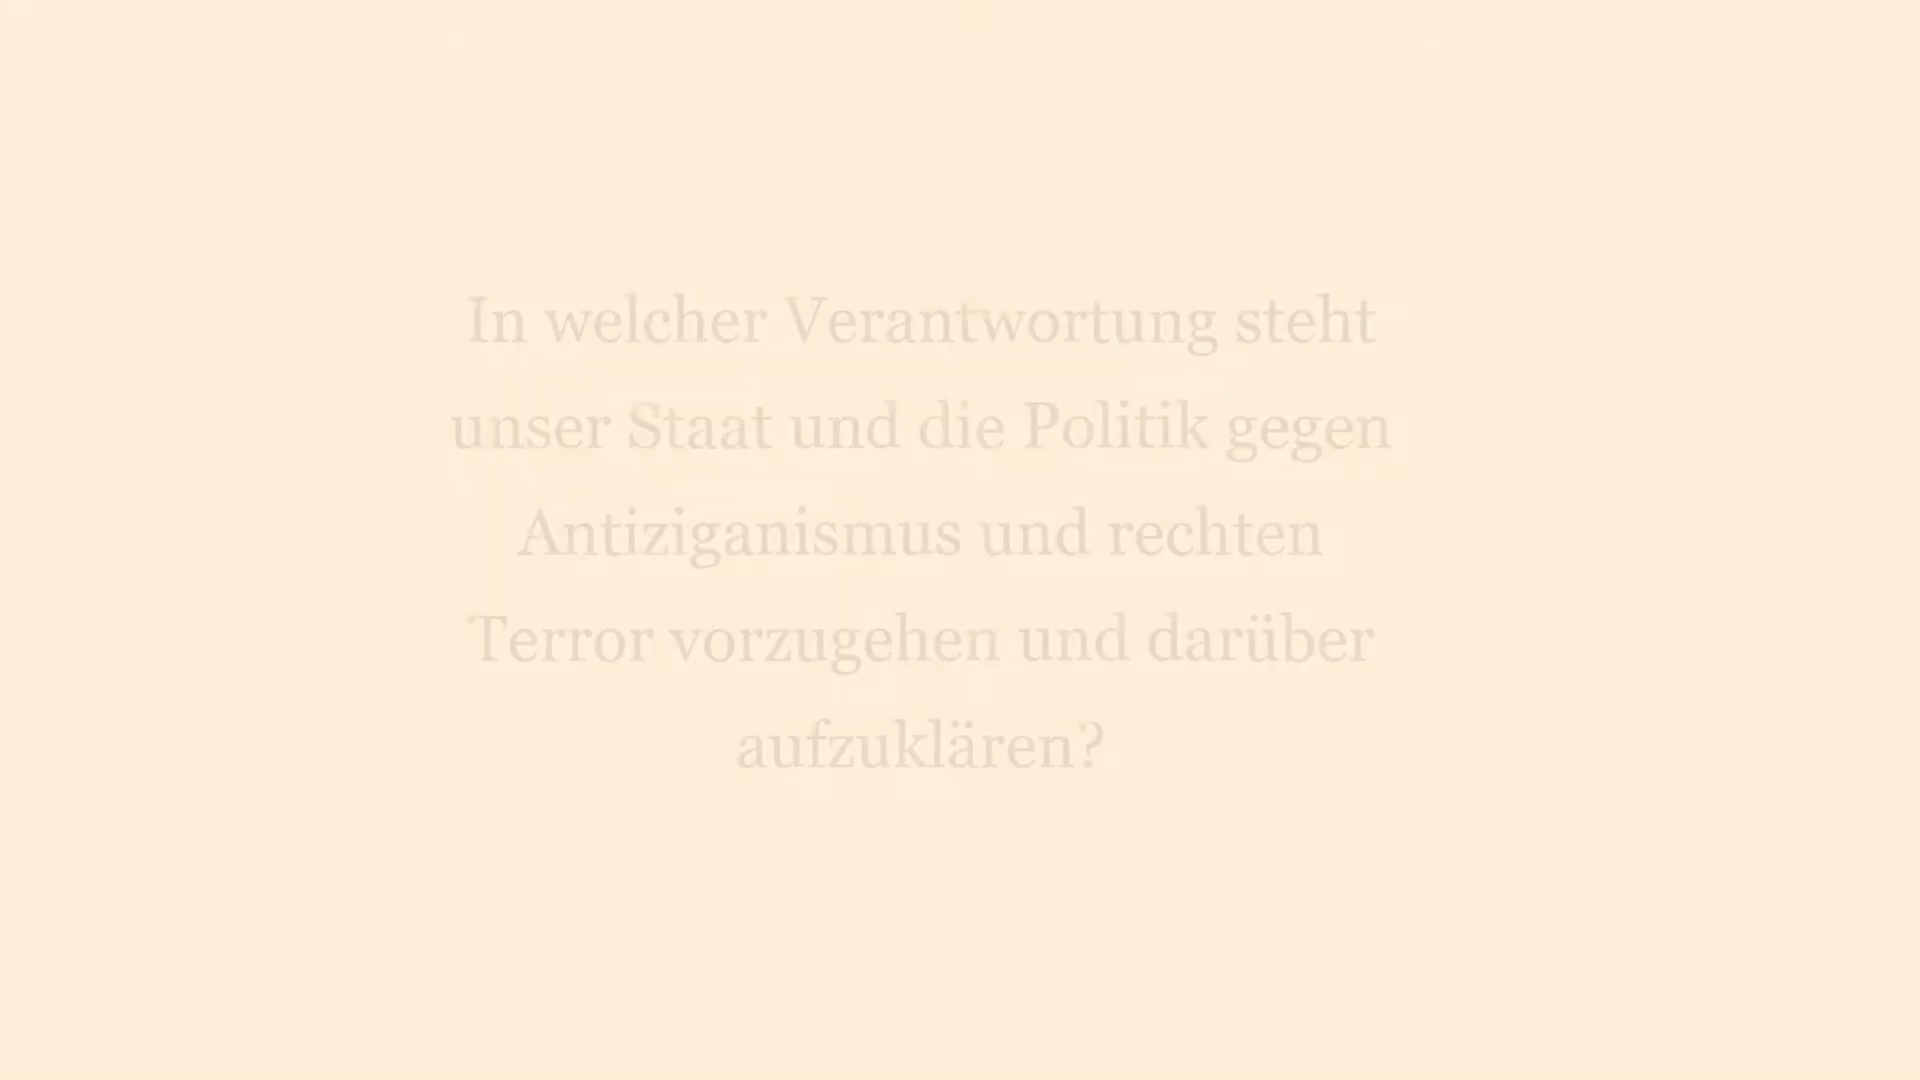 In welcher Verantwortung steht
unser Staat und die Politik gegen
Antiziganismus und rechten
Terror vorzugehen und darüber
aufzuklären?